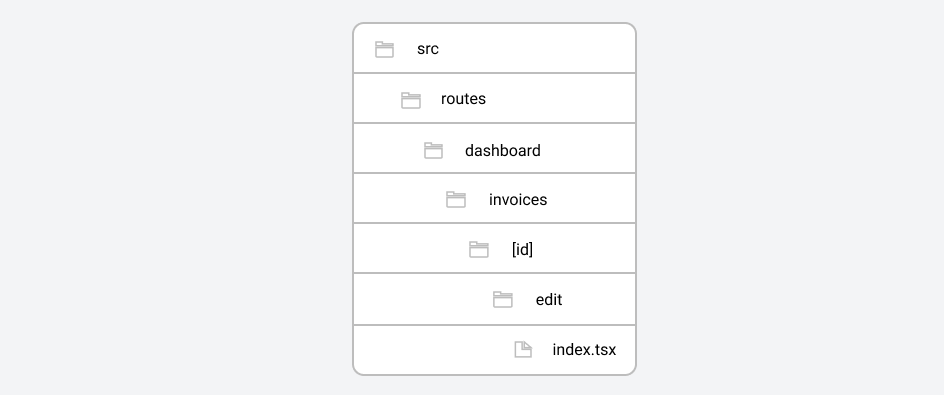 src
routes
dashboard
invoices
[id]
edit
index.tsx